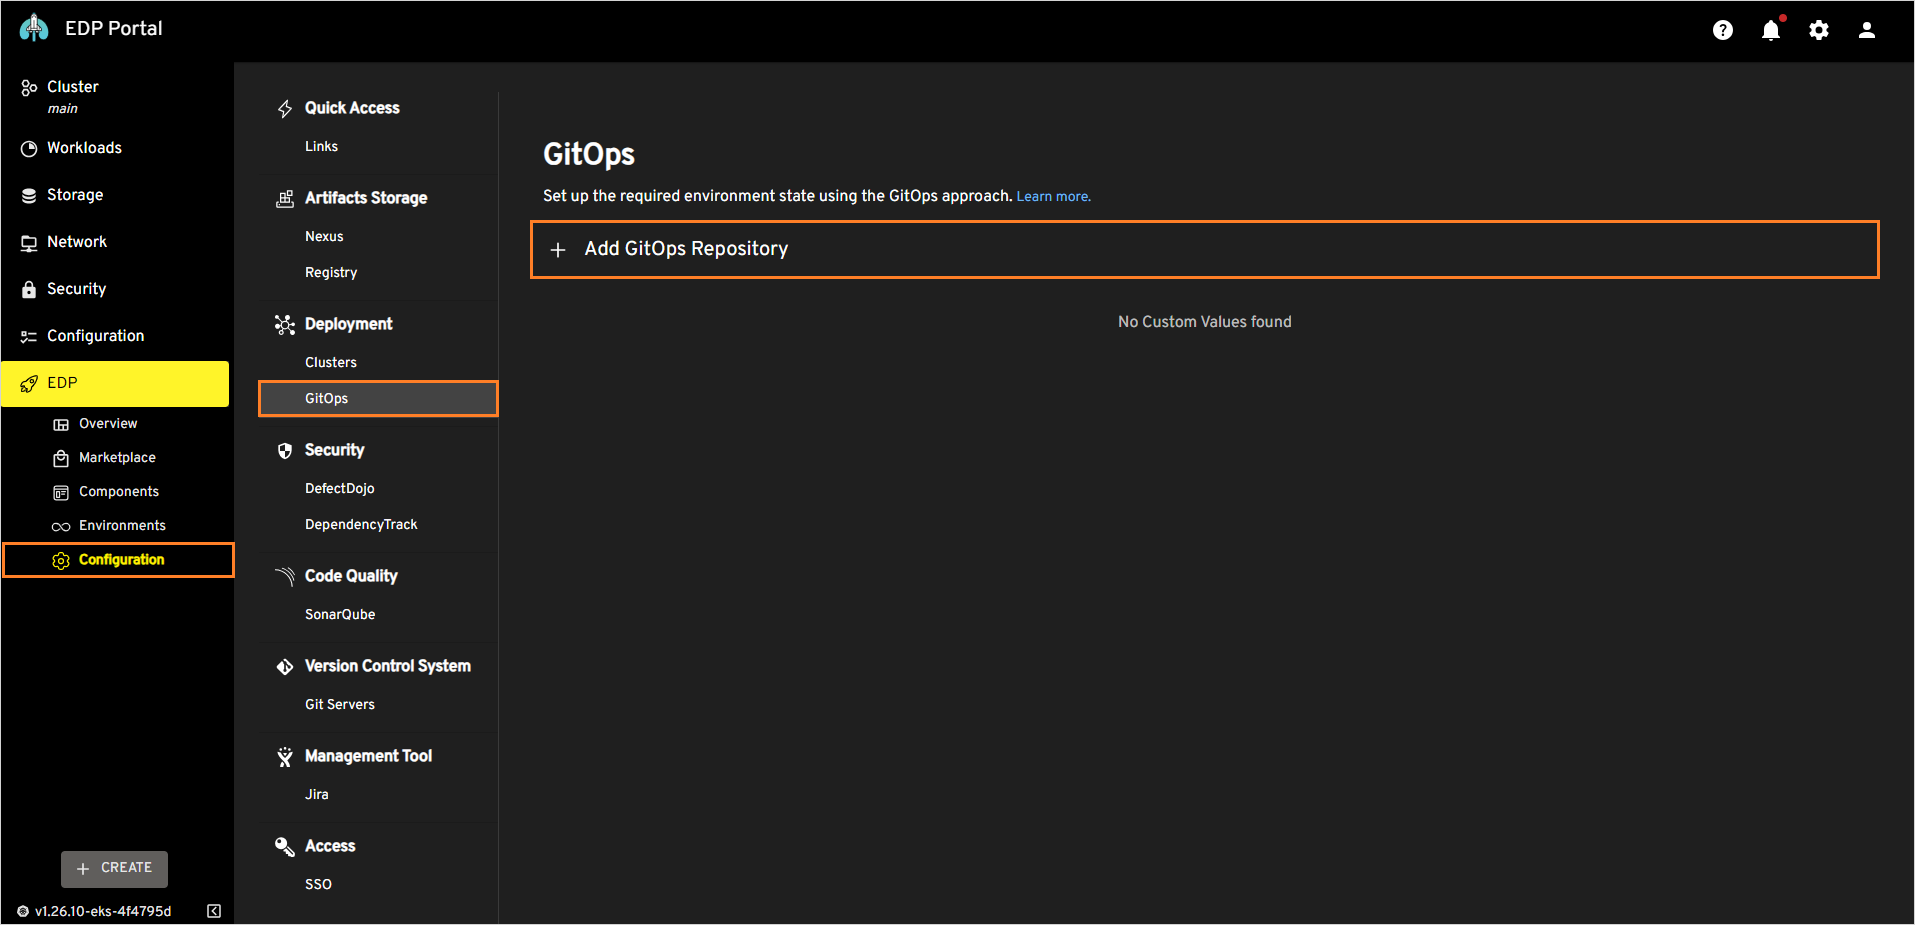 EDP Portal
Cluster
main
Workloads
Storage
Network
Security
Configuration
EDP
Overview
Marketplace
Components
Environments
Configuration
+ CREATE
v1.26.10-eks-4f4795d
Quick Access
Links
Artifacts Storage
Nexus
Registry
Deployment
Clusters
GitOps
Security
DefectDojo
DependencyTrack
Code Quality
SonarQube
Version Control System
Git Servers
Management Tool
Jira
Access
SSO
GitOps
Set up the required environment state using the GitOps approach. Learn more.
+ Add GitOps Repository
No Custom Values found